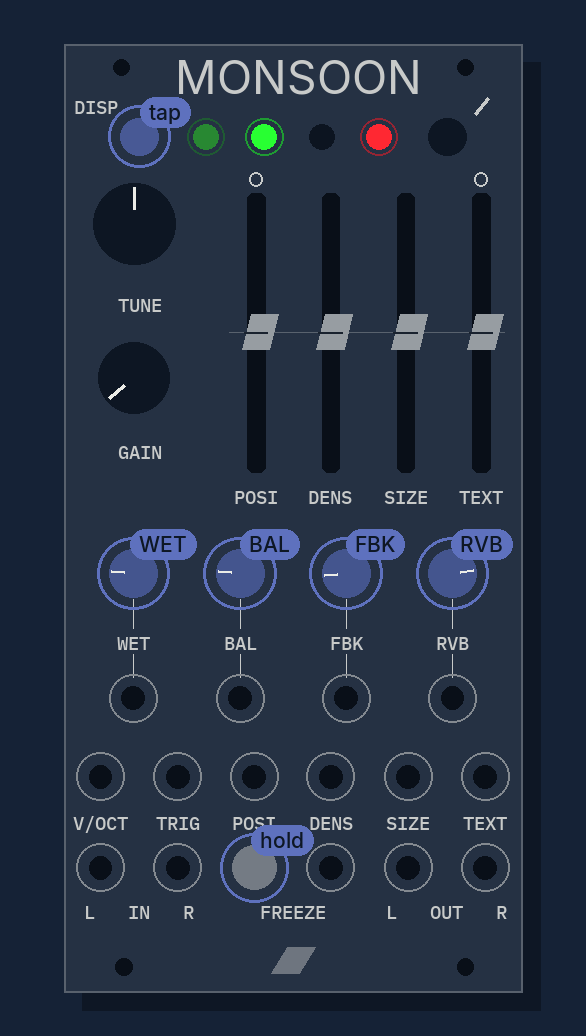 MONSOON
DISP
tap
TUNE
GAIN
POSI DENS SIZE TEXT
WET BAL FBK RVB
WET BAL FBK RVB
V/OCT TRIG POSI DENS SIZE TEXT
hold
L IN R FREEZE L OUT R